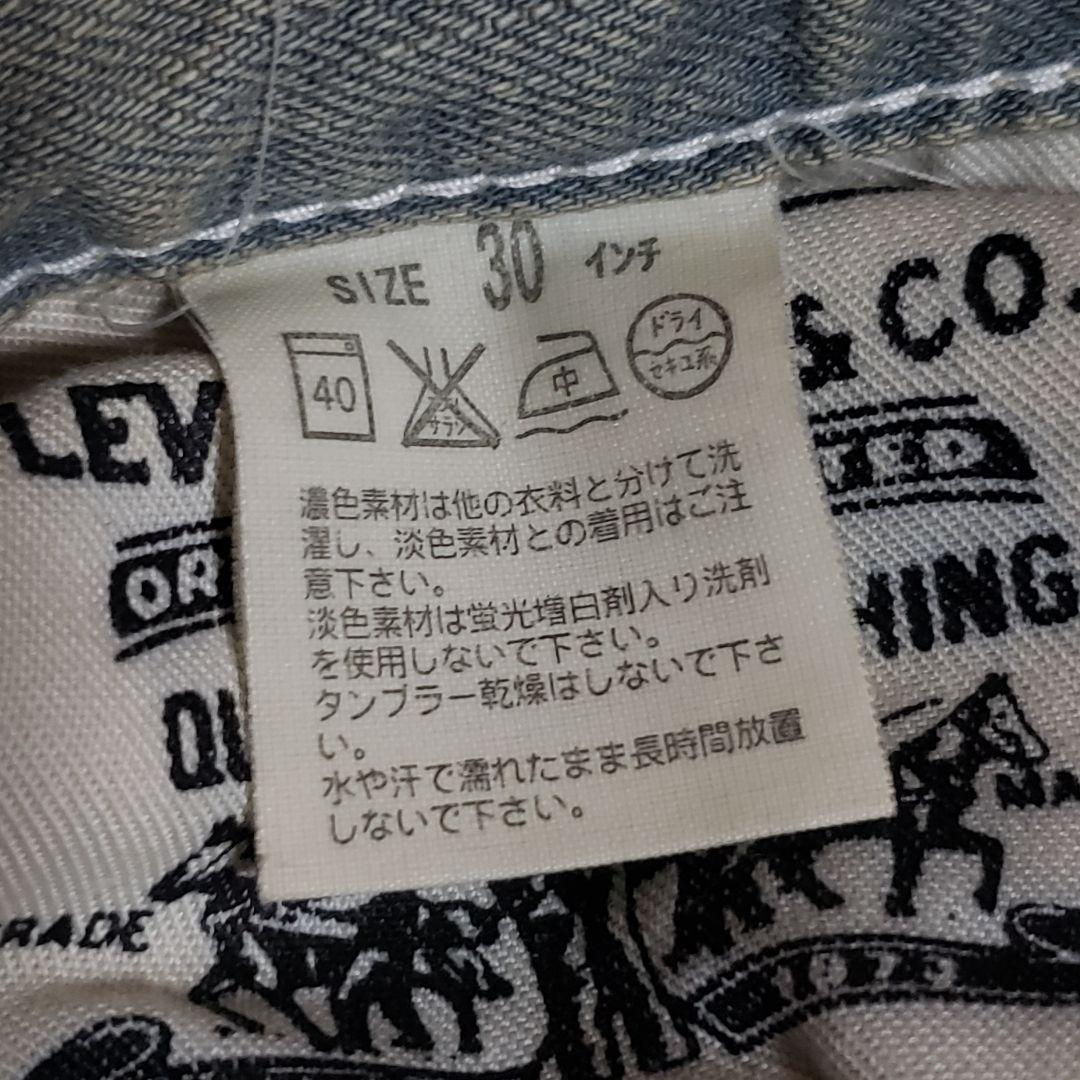 SIZE 30 インチ
40
サラシ
中
ドライ
セキユ系
濃色素材は他の衣料と分けて洗
濯し、淡色素材との着用はご注
意下さい。
淡色素材は蛍光増白剤入り洗剤
を使用しないで下さい。
タンブラー乾燥はしないで下さ
い。
水や汗で濡れたまま長時間放置
しないで下さい。
LEV
& CO.
OR
HING
QU
MA
RADE